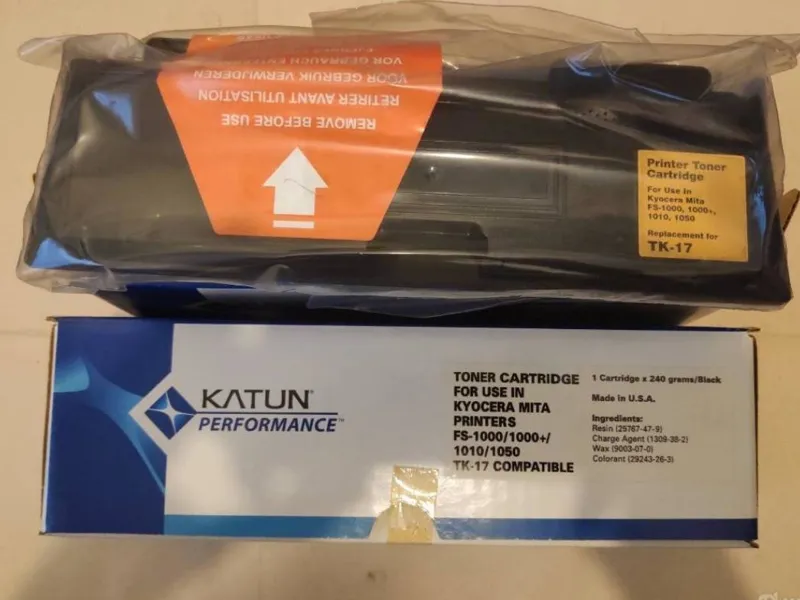 VOR GEBRAUCH
VOOR GEBRUIK VERWIJDEREN
RETIRER AVANT UTILISATION
REMOVE BEFORE USE
Printer Toner
Cartridge
For Use in
Kyocera Mita
FS-1000, 1000+,
1010, 1050
Replacement for
TK-17
KATUN®
PERFORMANCE™
TONER CARTRIDGE
FOR USE IN
KYOCERA MITA
PRINTERS
FS-1000/1000+/
1010/1050
TK-17 COMPATIBLE
1 Cartridge x 240 grams/Black
Made in U.S.A.
Ingredients:
Resin (25767-47-9)
Charge Agent (1309-38-2)
Wax (9003-07-0)
Colorant (29243-26-3)